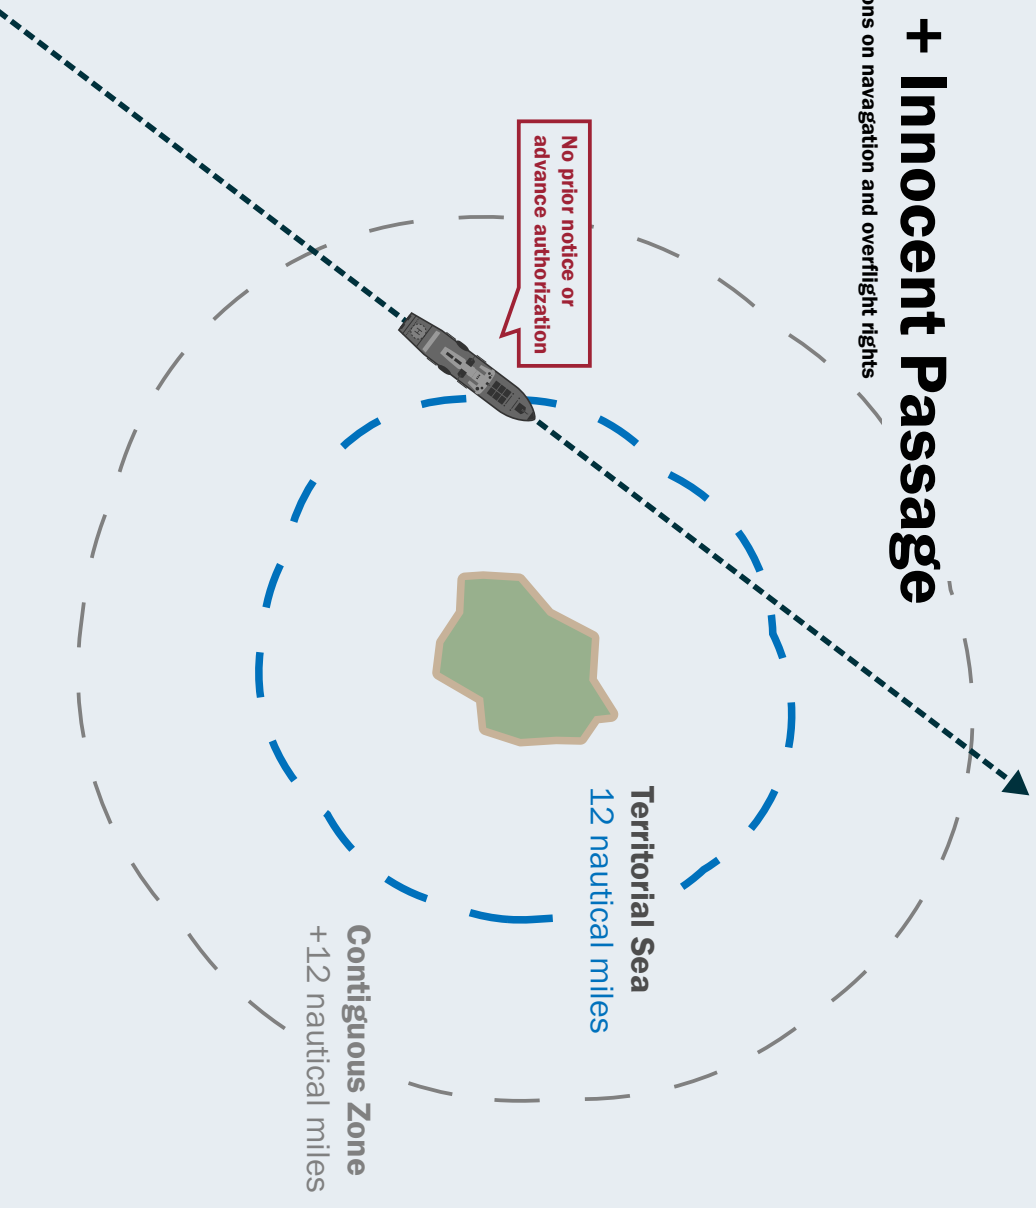 + Innocent Passage
ons on navagation and overflight rights
No prior notice or
advance authorization
Territorial Sea
12 nautical miles
Contiguous Zone
+12 nautical miles